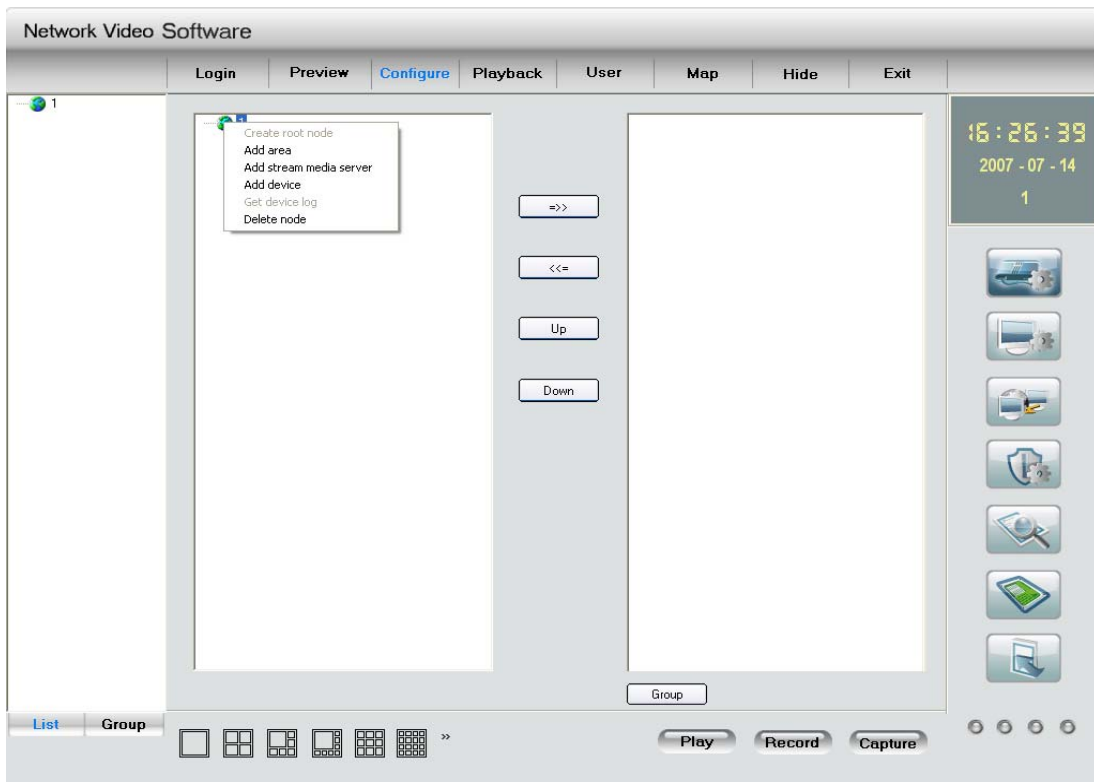 Network Video Software
Login Preview Configure Playback User Map Hide Exit
1
1
Create root node
Add area
Add stream media server
Add device
Get device log
Delete node
=>>
<<=
Up
Down
16:26:39
2007 - 07 - 14
1
Group
List Group
»
Play Record Capture